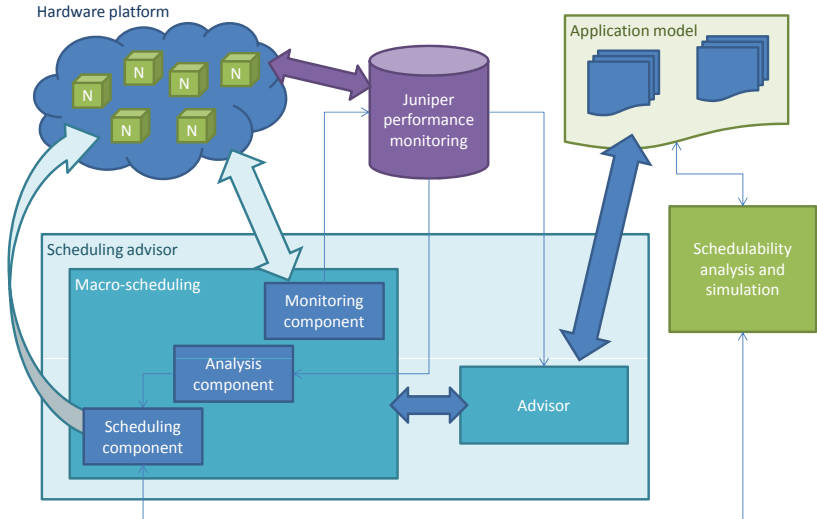 Hardware platform
N
N
N
N
N
N
Juniper
performance
monitoring
Application model
Scheduling advisor
Macro-scheduling
Monitoring
component
Analysis
component
Scheduling
component
Advisor
Schedulability
analysis and
simulation